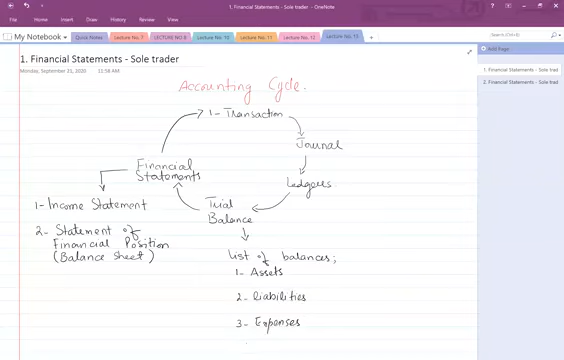 1. Financial Statements - Sole trader - OneNote
File Home Insert Draw History Review View
My Notebook Quick Notes Lecture No. 7 LECTURE NO 8 Lecture No. 10 Lecture No. 11 Lecture No. 12 Lecture No. 13
Add Page
1. Financial Statements - Sole trader
1. Financial Statements - Sole trad
Monday, September 21, 2020 11:58 AM
2. Financial Statements - Sole trad
Accounting Cycle.
1- Transaction
Journal
Financial
Statements
Ledgers
Trial
Balance
1- Income Statement
2- Statement of
Financial Position
(Balance Sheet)
List of balances;
1- Assets
2- Liabilities
3- Expenses